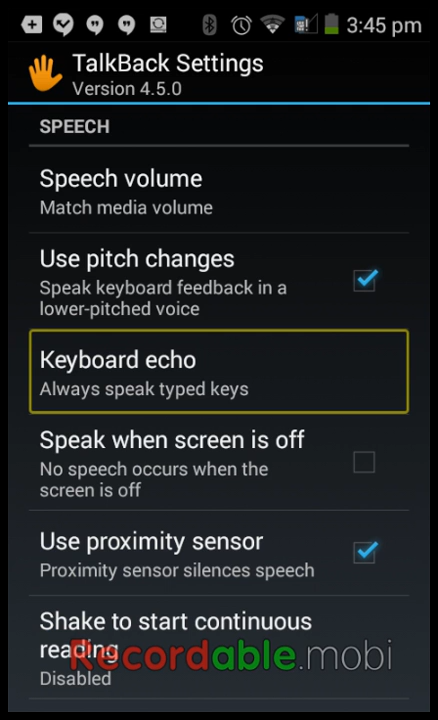 3:45 pm
TalkBack Settings
Version 4.5.0
SPEECH
Speech volume
Match media volume
Use pitch changes
Speak keyboard feedback in a
lower-pitched voice
Keyboard echo
Always speak typed keys
Speak when screen is off
No speech occurs when the
screen is off
Use proximity sensor
Proximity sensor silences speech
Shake to start continuous
reading
Recordable.mobi
Disabled